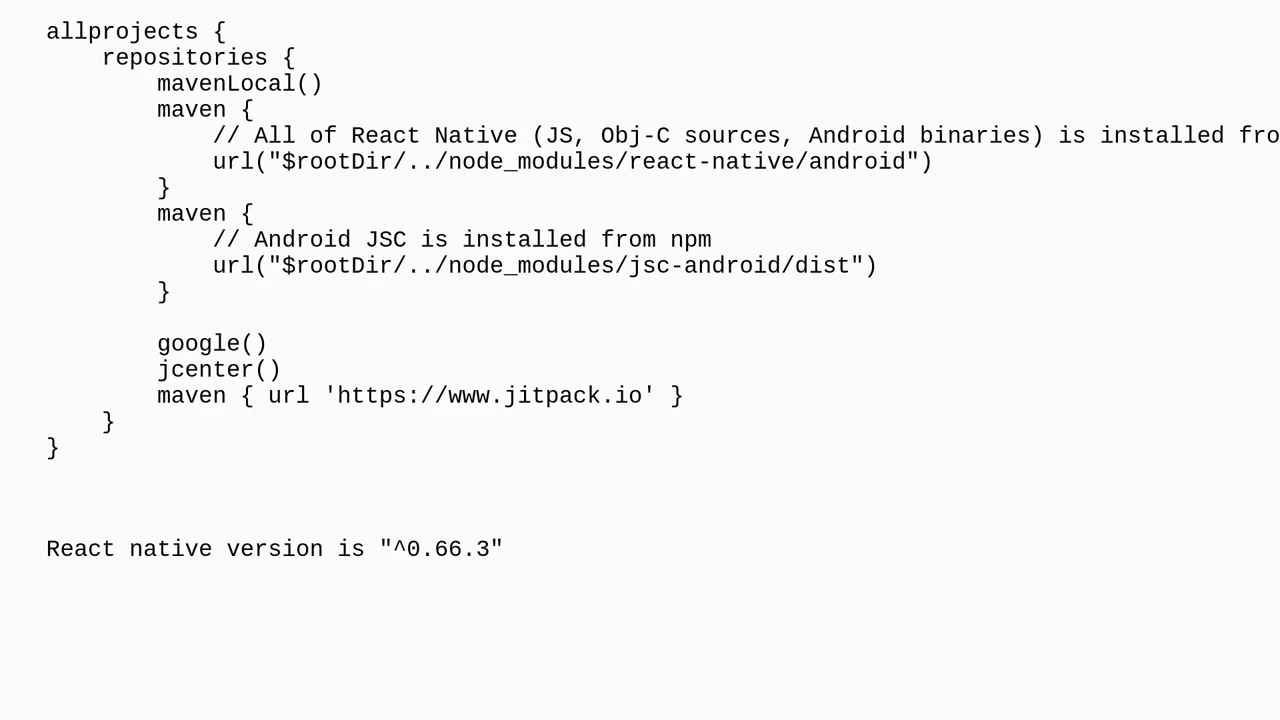 allprojects {
    repositories {
        mavenLocal()
        maven {
            // All of React Native (JS, Obj-C sources, Android binaries) is installed fro
            url("$rootDir/../node_modules/react-native/android")
        }
        maven {
            // Android JSC is installed from npm
            url("$rootDir/../node_modules/jsc-android/dist")
        }

        google()
        jcenter()
        maven { url 'https://www.jitpack.io' }
    }
}

React native version is "^0.66.3"